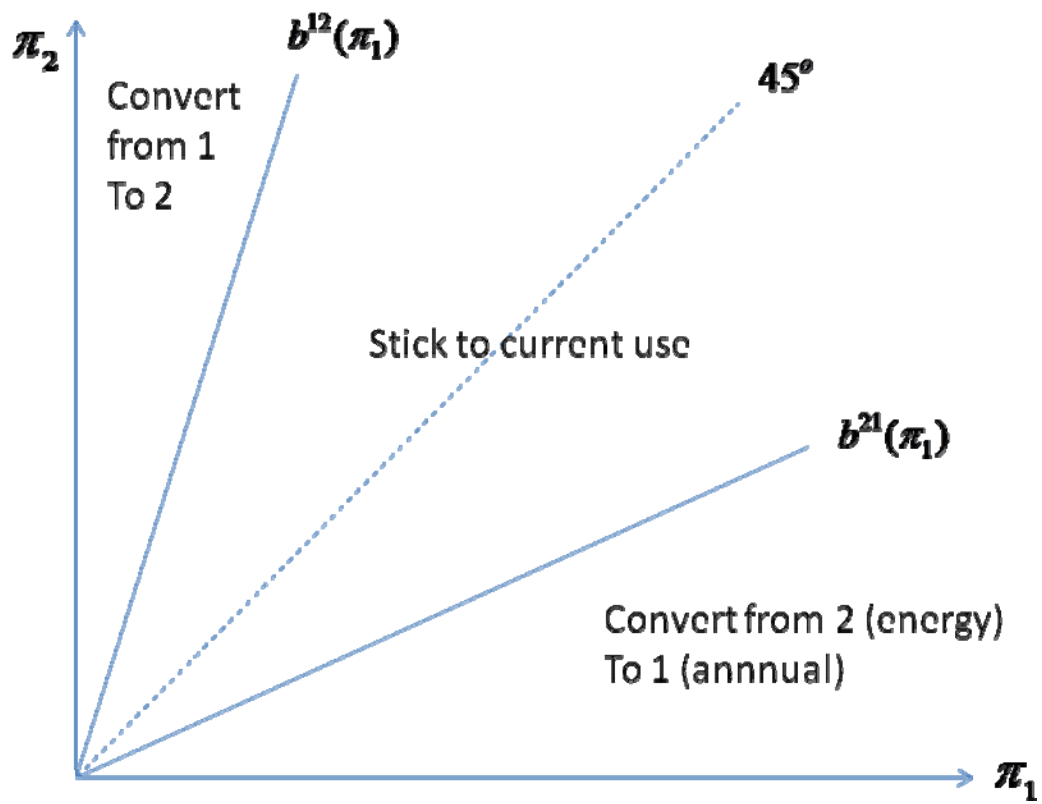 π₂
b¹²(π₁)
45º
Convert
from 1
To 2
Stick to current use
b²¹(π₁)
Convert from 2 (energy)
To 1 (annnual)
π₁